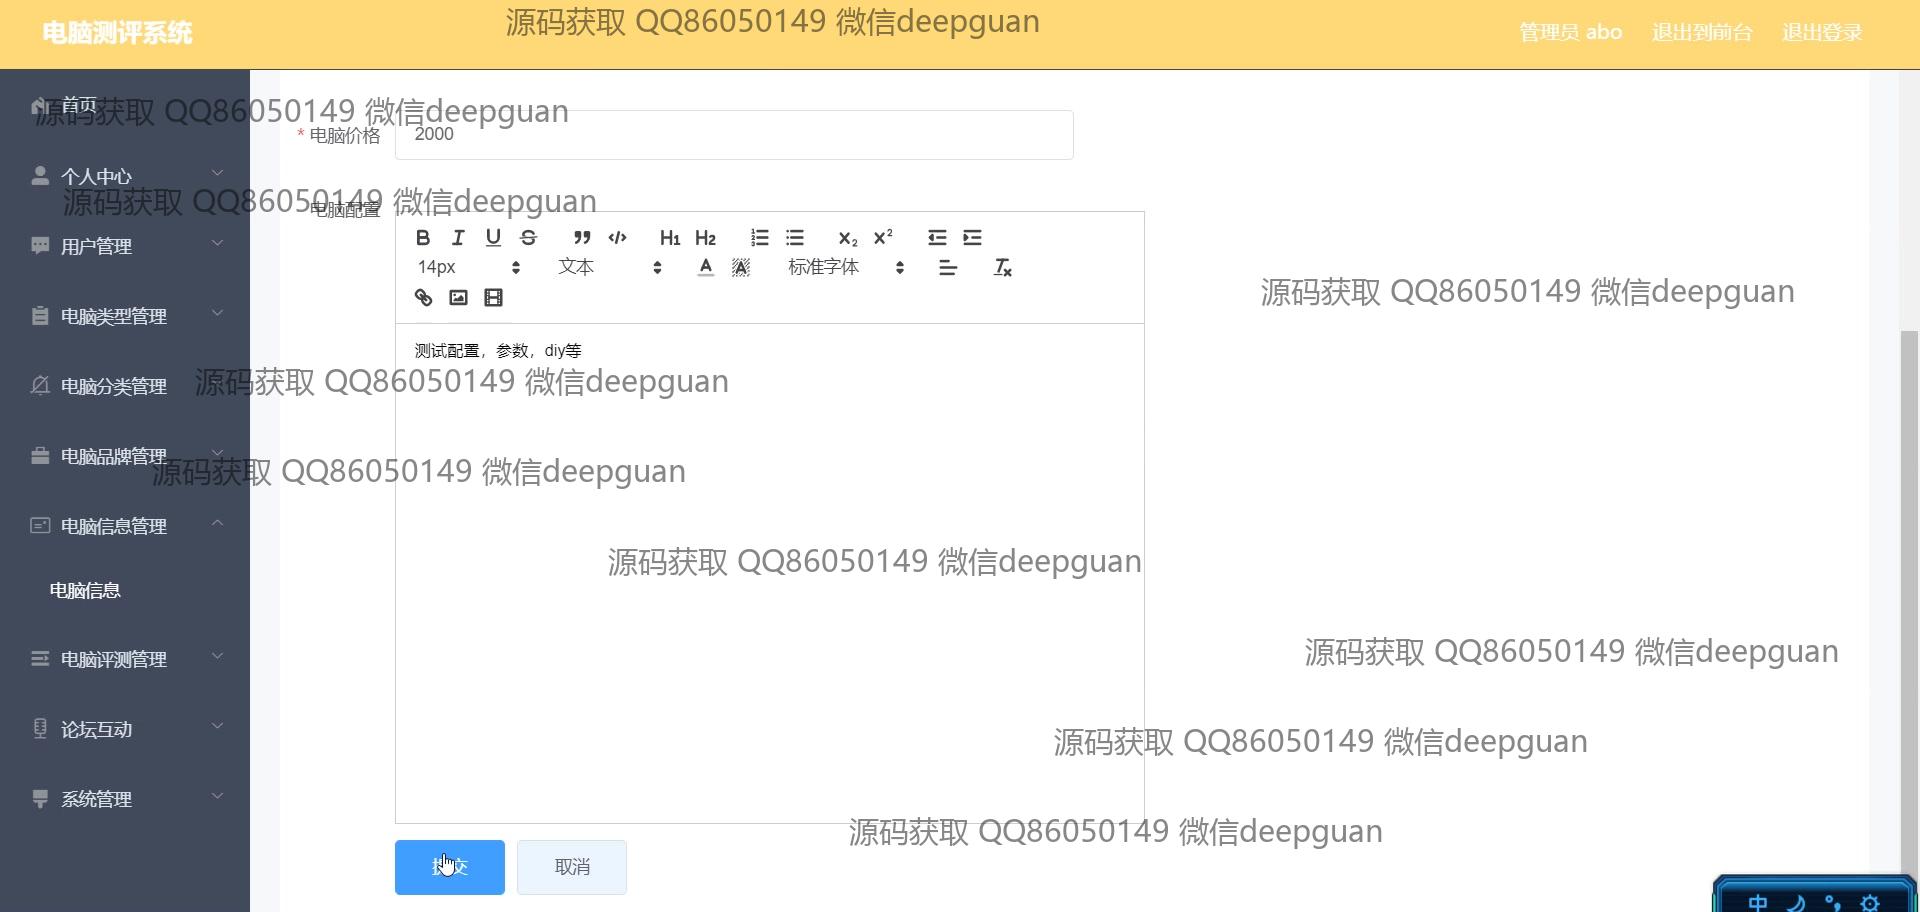 电脑测评系统
源码获取 QQ86050149 微信deepguan
管理员 abo
退出到前台
退出登录
首页
源码获取 QQ86050149 微信deepguan
* 电脑价格
2000
个人中心
源码获取 QQ86050149 微信deepguan
电脑配置
用户管理
B I U S H1 H2 X2 X2
14px
文本
A A
标准字体
源码获取 QQ86050149 微信deepguan
电脑类型管理
测试配置，参数，diy等
电脑分类管理
源码获取 QQ86050149 微信deepguan
电脑品牌管理
源码获取 QQ86050149 微信deepguan
电脑信息管理
源码获取 QQ86050149 微信deepguan
电脑信息
电脑评测管理
源码获取 QQ86050149 微信deepguan
论坛互动
源码获取 QQ86050149 微信deepguan
系统管理
源码获取 QQ86050149 微信deepguan
提交
取消
中